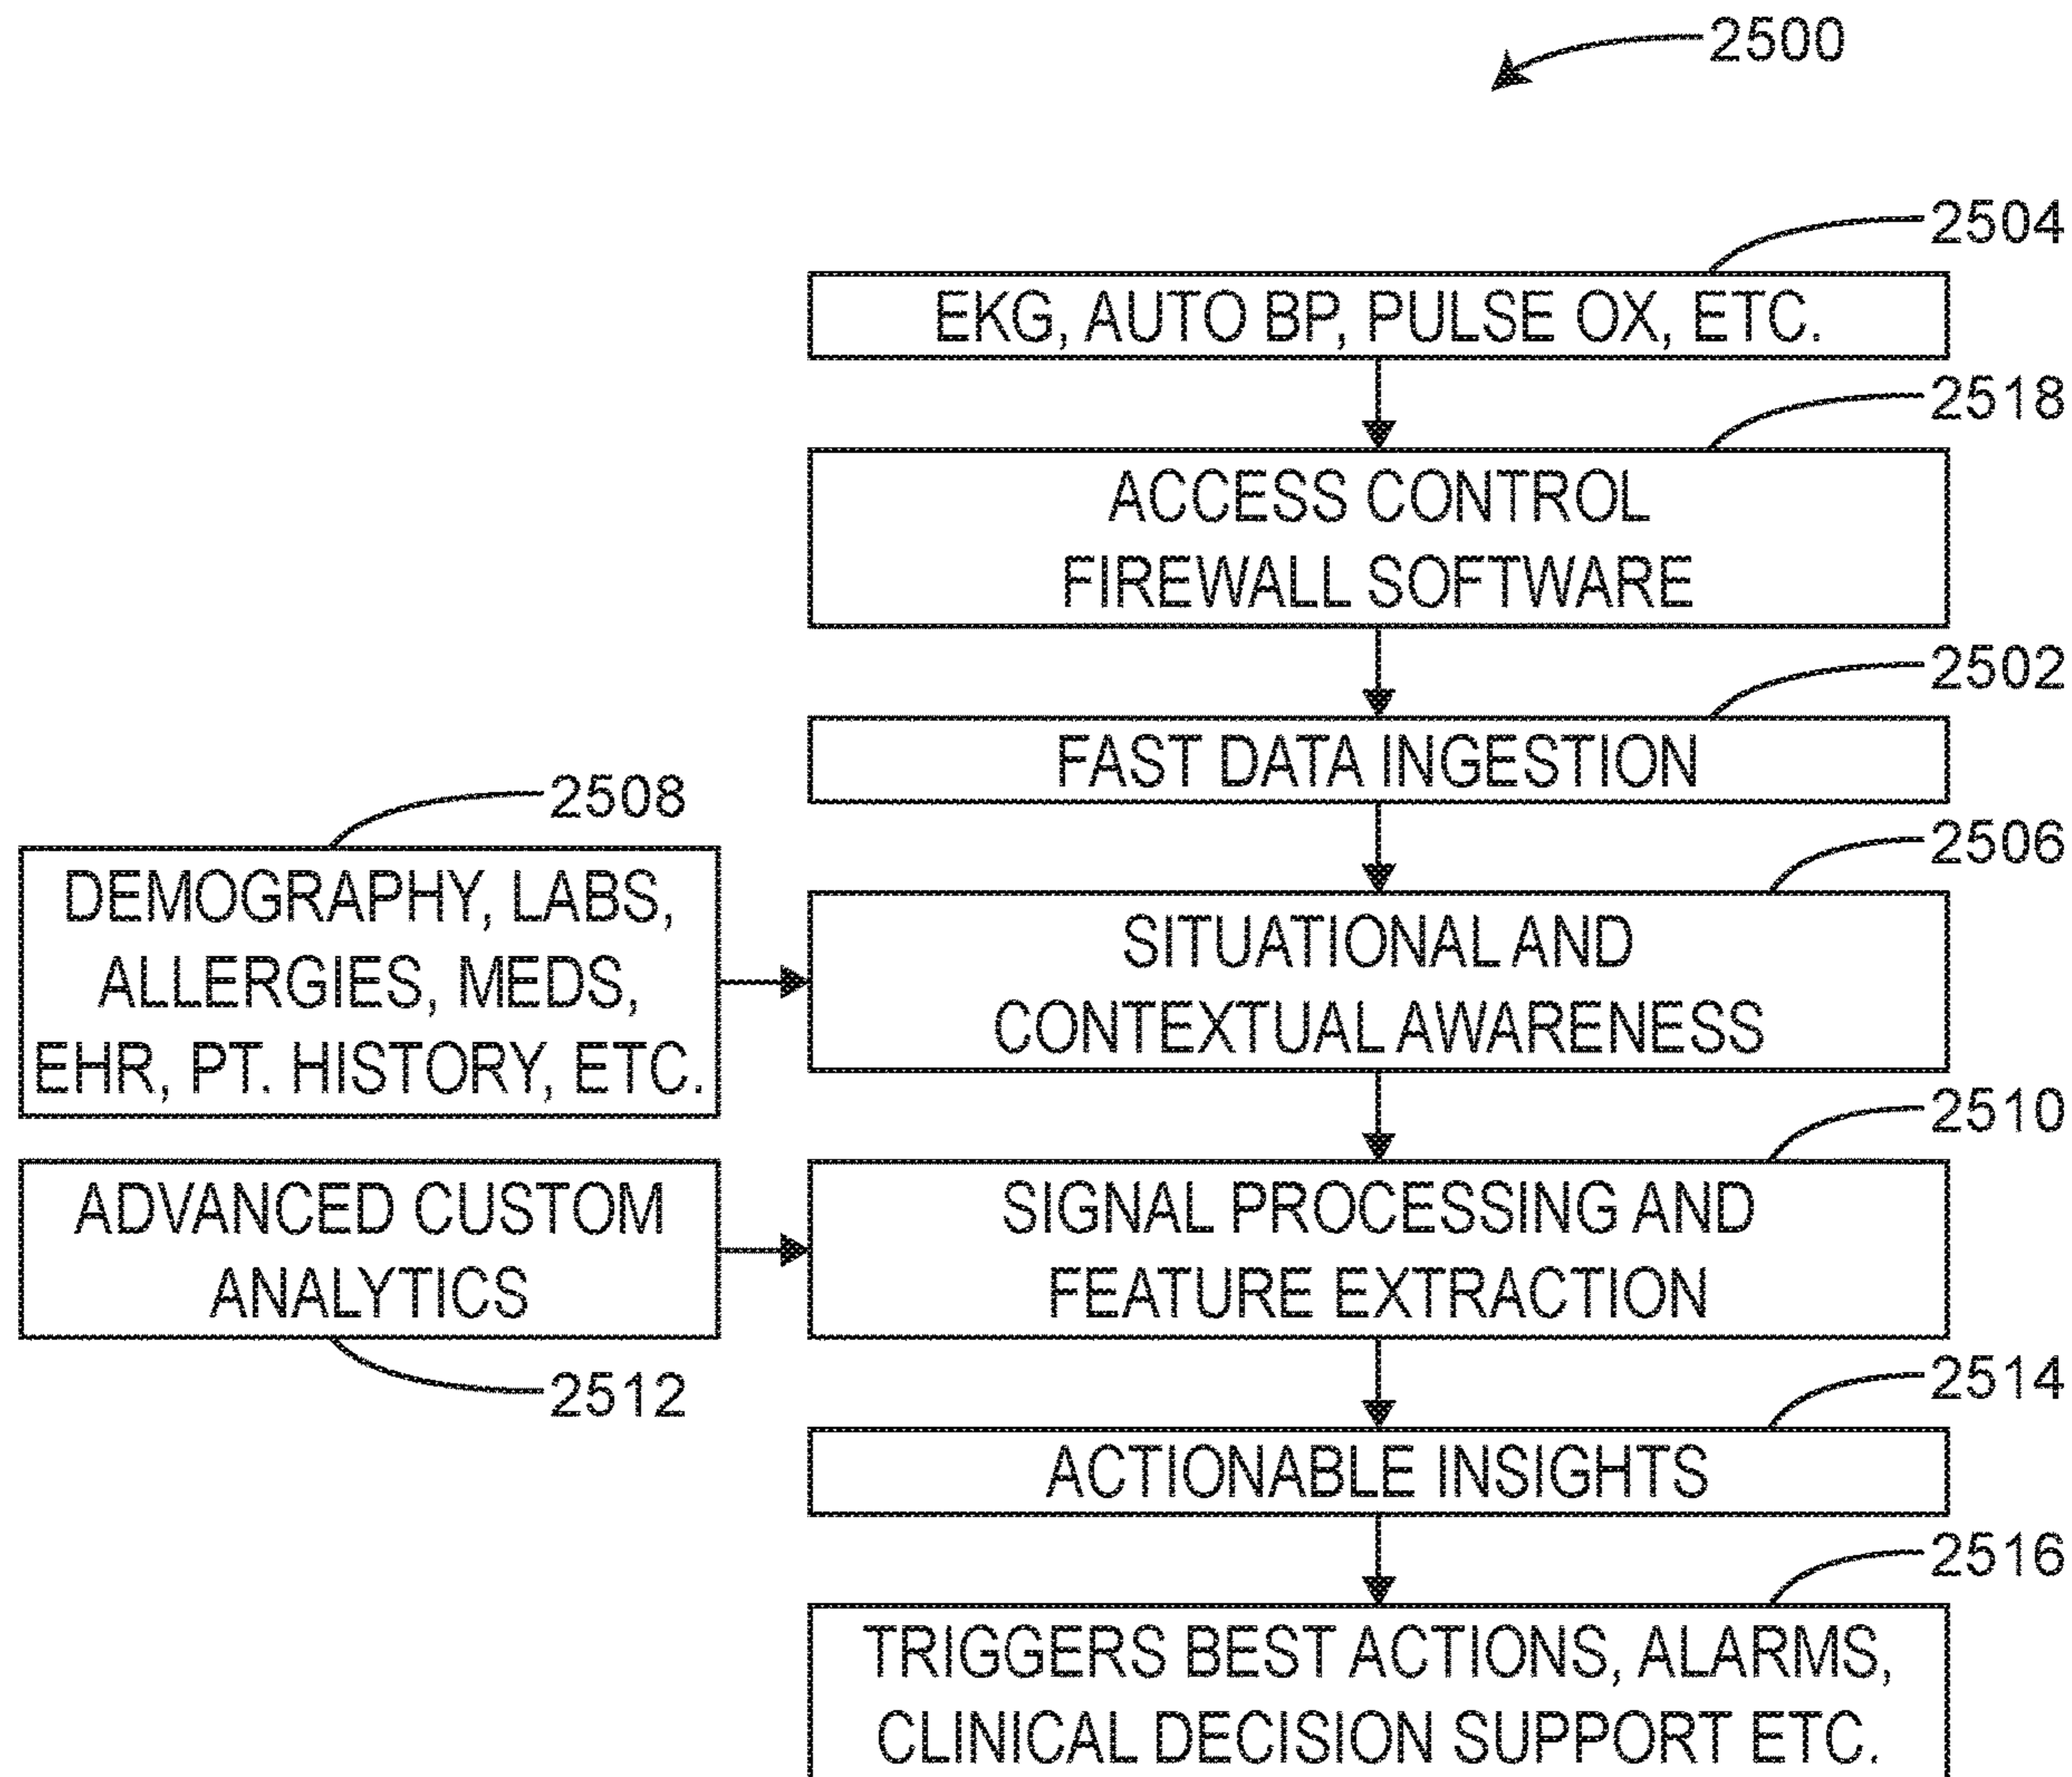 2500
2504
EKG, AUTO BP, PULSE OX, ETC.
2518
ACCESS CONTROL
FIREWALL SOFTWARE
2502
FAST DATA INGESTION
2508
DEMOGRAPHY, LABS,
ALLERGIES, MEDS,
EHR, PT. HISTORY, ETC.
2506
SITUATIONAL AND
CONTEXTUAL AWARENESS
2510
ADVANCED CUSTOM
ANALYTICS
2512
SIGNAL PROCESSING AND
FEATURE EXTRACTION
2514
ACTIONABLE INSIGHTS
2516
TRIGGERS BEST ACTIONS, ALARMS,
CLINICAL DECISION SUPPORT ETC.